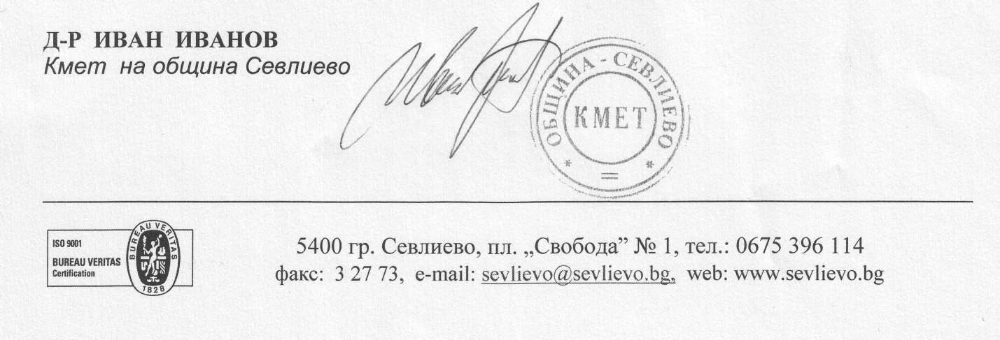 Д-Р ИВАН ИВАНОВ
Кмет на община Севлиево
ОБЩИНА - СЕВЛИЕВО
КМЕТ
ISO 9001
BUREAU VERITAS
Certification
BUREAU VERITAS
1828
5400 гр. Севлиево, пл. „Свобода” № 1, тел.: 0675 396 114
факс: 3 27 73, e-mail: sevlievo@sevlievo.bg, web: www.sevlievo.bg